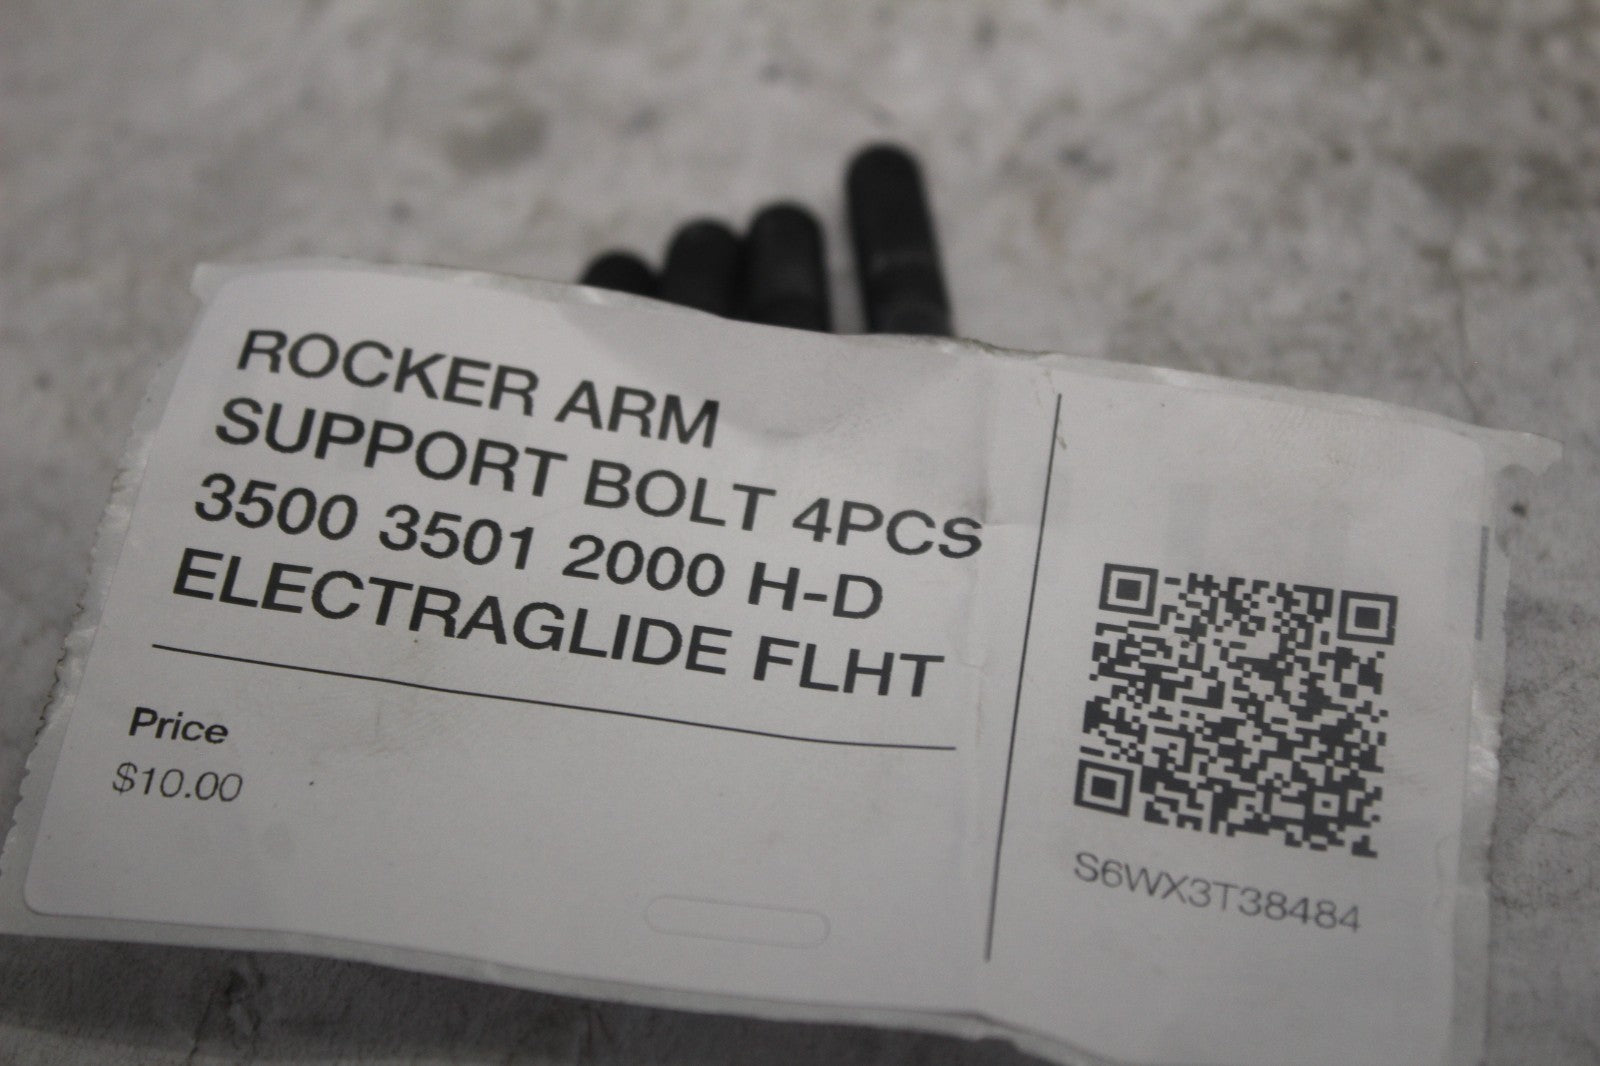 ROCKER ARM
SUPPORT BOLT 4PCS
3500 3501 2000 H-D
ELECTRAGLIDE FLHT
Price
$10.00
S6WX3T38484